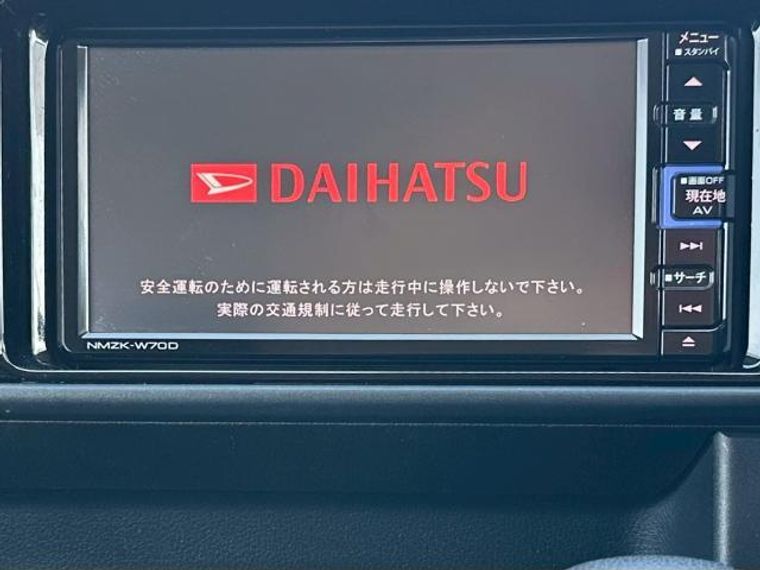 DAIHATSU
安全運転のために運転される方は走行中に操作しないで下さい。
実際の交通規制に従って走行して下さい。
NMZK-W70D
メニュー
■スタンバイ
音量
■画面OFF
現在地
AV
■サーチ